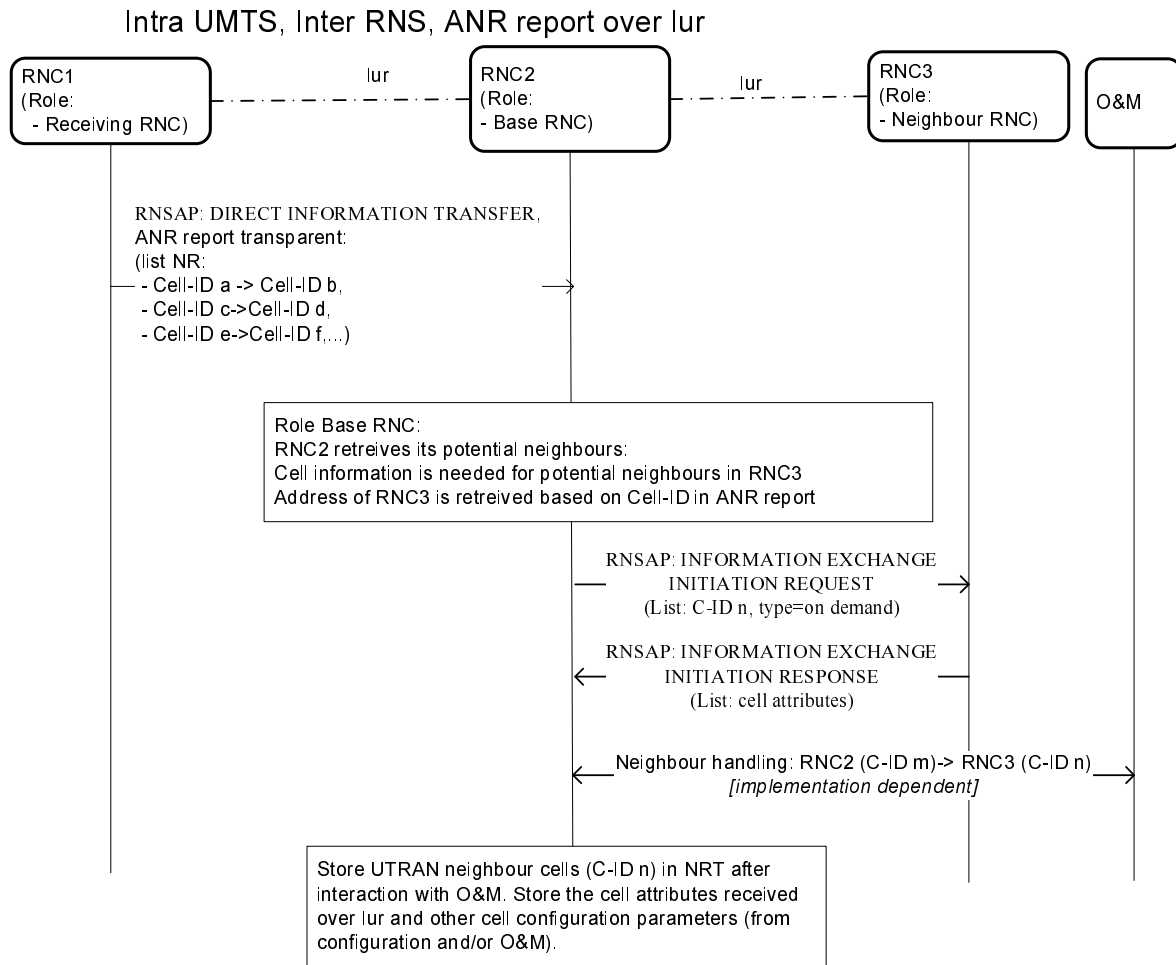 Intra UMTS, Inter RNS, ANR report over Iur
RNC1
(Role:
- Receiving RNC)
Iur
RNC2
(Role:
- Base RNC)
Iur
RNC3
(Role:
- Neighbour RNC)
O&M
RNSAP: DIRECT INFORMATION TRANSFER,
ANR report transparent:
(list NR:
- Cell-ID a -> Cell-ID b,
- Cell-ID c->Cell-ID d,
- Cell-ID e->Cell-ID f,...)
Role Base RNC:
RNC2 retreives its potential neighbours:
Cell information is needed for potential neighbours in RNC3
Address of RNC3 is retreived based on Cell-ID in ANR report
RNSAP: INFORMATION EXCHANGE
INITIATION REQUEST
(List: C-ID n, type=on demand)
RNSAP: INFORMATION EXCHANGE
INITIATION RESPONSE
(List: cell attributes)
Neighbour handling: RNC2 (C-ID m)-> RNC3 (C-ID n)
[implementation dependent]
Store UTRAN neighbour cells (C-ID n) in NRT after
interaction with O&M. Store the cell attributes received
over Iur and other cell configuration parameters (from
configuration and/or O&M).